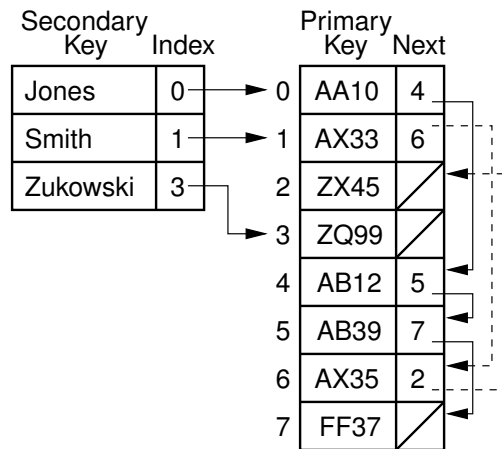 Secondary Key Index
Jones 0
Smith 1
Zukowski 3
Primary Key Next
0 AA10 4
1 AX33 6
2 ZX45
3 ZQ99
4 AB12 5
5 AB39 7
6 AX35 2
7 FF37